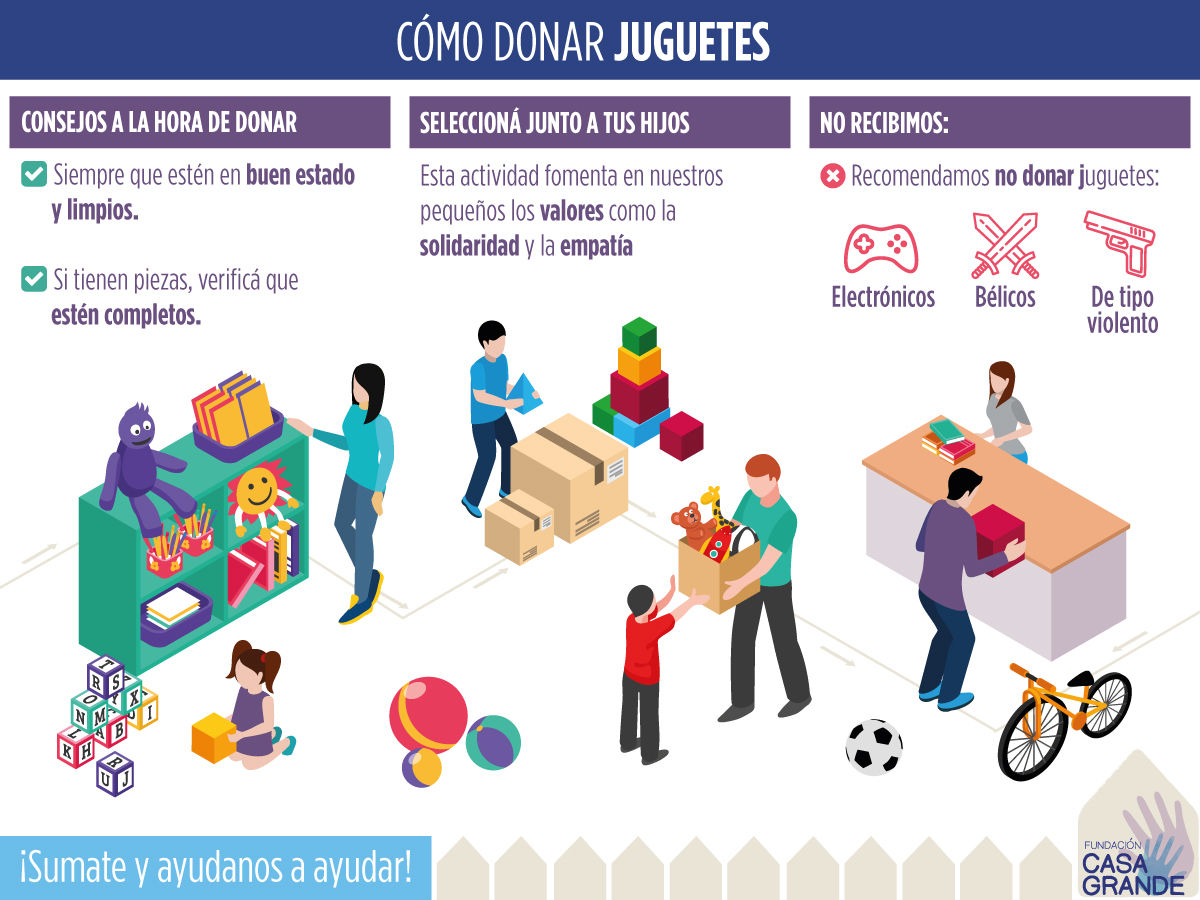 CÓMO DONAR JUGUETES
CONSEJOS A LA HORA DE DONAR
Siempre que estén en buen estado
y limpios.
Si tienen piezas, verificá que
estén completos.
SELECCIONÁ JUNTO A TUS HIJOS
Esta actividad fomenta en nuestros
pequeños los valores como la
solidaridad y la empatía
NO RECIBIMOS:
Recomendamos no donar juguetes:
Electrónicos
Bélicos
De tipo
violento
T
R S
O Y X
N M O I
L A B
K H
R
U J
¡Sumate y ayudanos a ayudar!
FUNDACIÓN
CASA
GRANDE